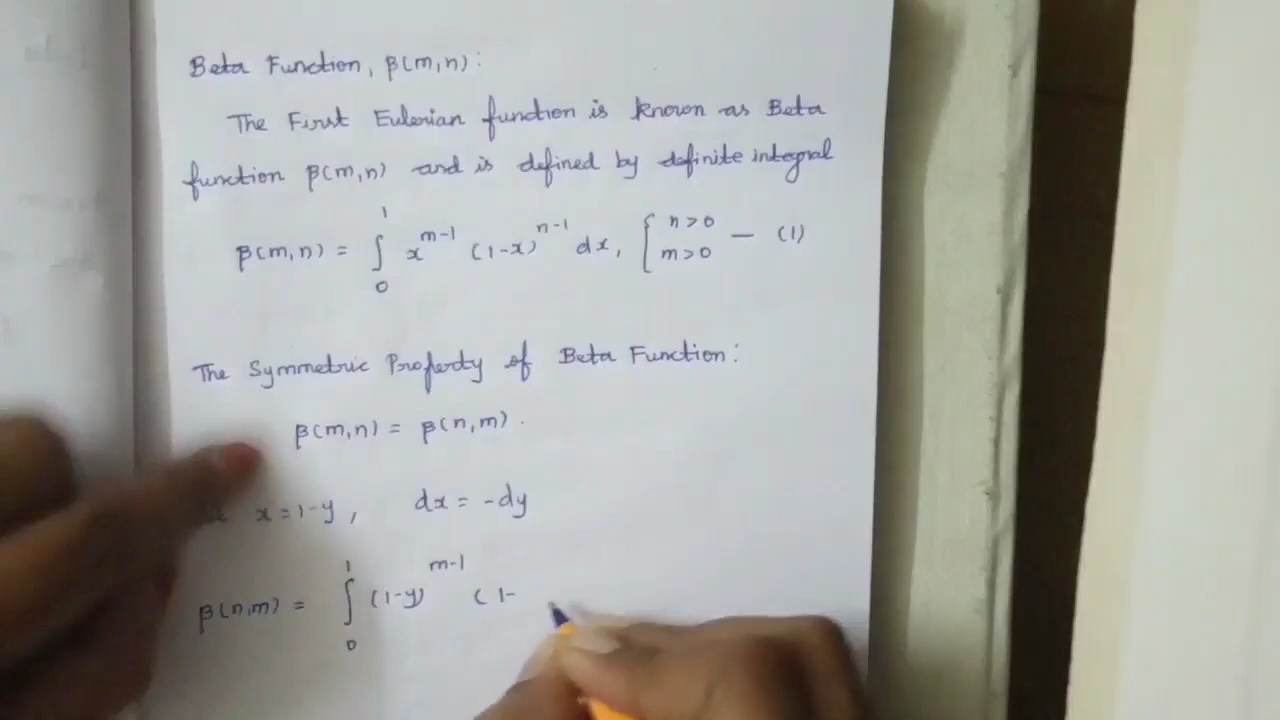 Beta Function, β(m,n):
The First Eulerian function is known as Beta
function β(m,n) and is defined by definite integral
β(m,n) = ∫₀¹ x^(m-1) (1-x)^(n-1) dx, { n>0 m>0 — (1)
The Symmetric Property of Beta Function:
β(m,n) = β(n,m).
x=1-y, dx = -dy
β(n,m) = ∫₀¹ (1-y)^(m-1) (1-